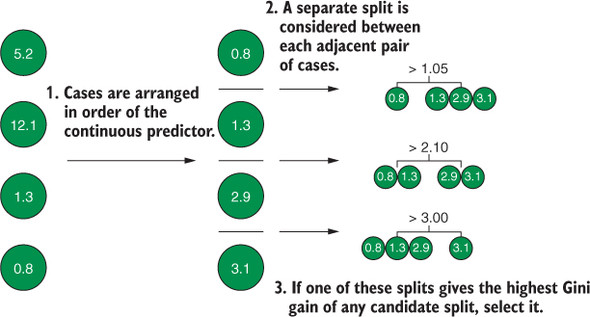 2. A separate split is
considered between
each adjacent pair
of cases.
5.2
0.8
1. Cases are arranged
in order of the
continuous predictor.
> 1.05
0.8 1.3 2.9 3.1
12.1
1.3
> 2.10
0.8 1.3 2.9 3.1
1.3
2.9
> 3.00
0.8 1.3 2.9 3.1
0.8
3.1
3. If one of these splits gives the highest Gini
gain of any candidate split, select it.